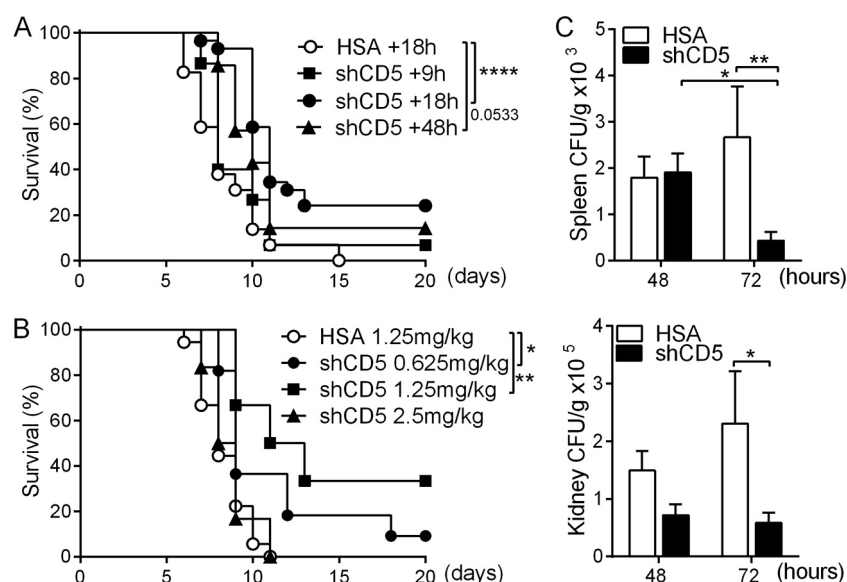 A
Survival (%)
100
80
60
40
20
0
HSA +18h
shCD5 +9h
shCD5 +18h
shCD5 +48h
****
0.0533
0 5 10 15 20 (days)
B
Survival (%)
100
80
60
40
20
0
HSA 1.25mg/kg
shCD5 0.625mg/kg
shCD5 1.25mg/kg
shCD5 2.5mg/kg
*
**
0 5 10 15 20 (days)
C
Spleen CFU/g x10 3
5
4
3
2
1
0
HSA
shCD5
**
*
48 72 (hours)
Kidney CFU/g x10 5
4
3
2
1
0
HSA
shCD5
*
48 72 (hours)